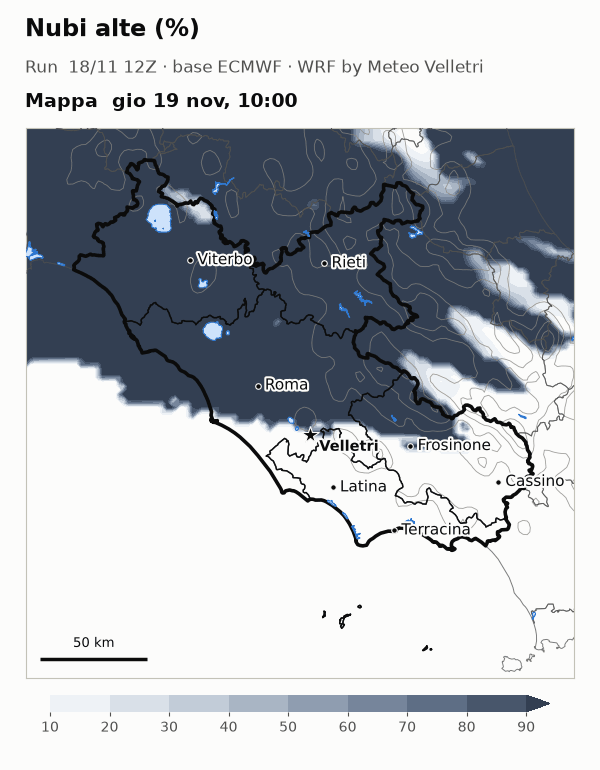 Nubi alte (%)
Run  18/11 12Z · base ECMWF · WRF by Meteo Velletri
Mappa  gio 19 nov, 10:00
Viterbo
Rieti
Roma
Velletri
Frosinone
Latina
Cassino
Terracina
50 km
10 20 30 40 50 60 70 80 90